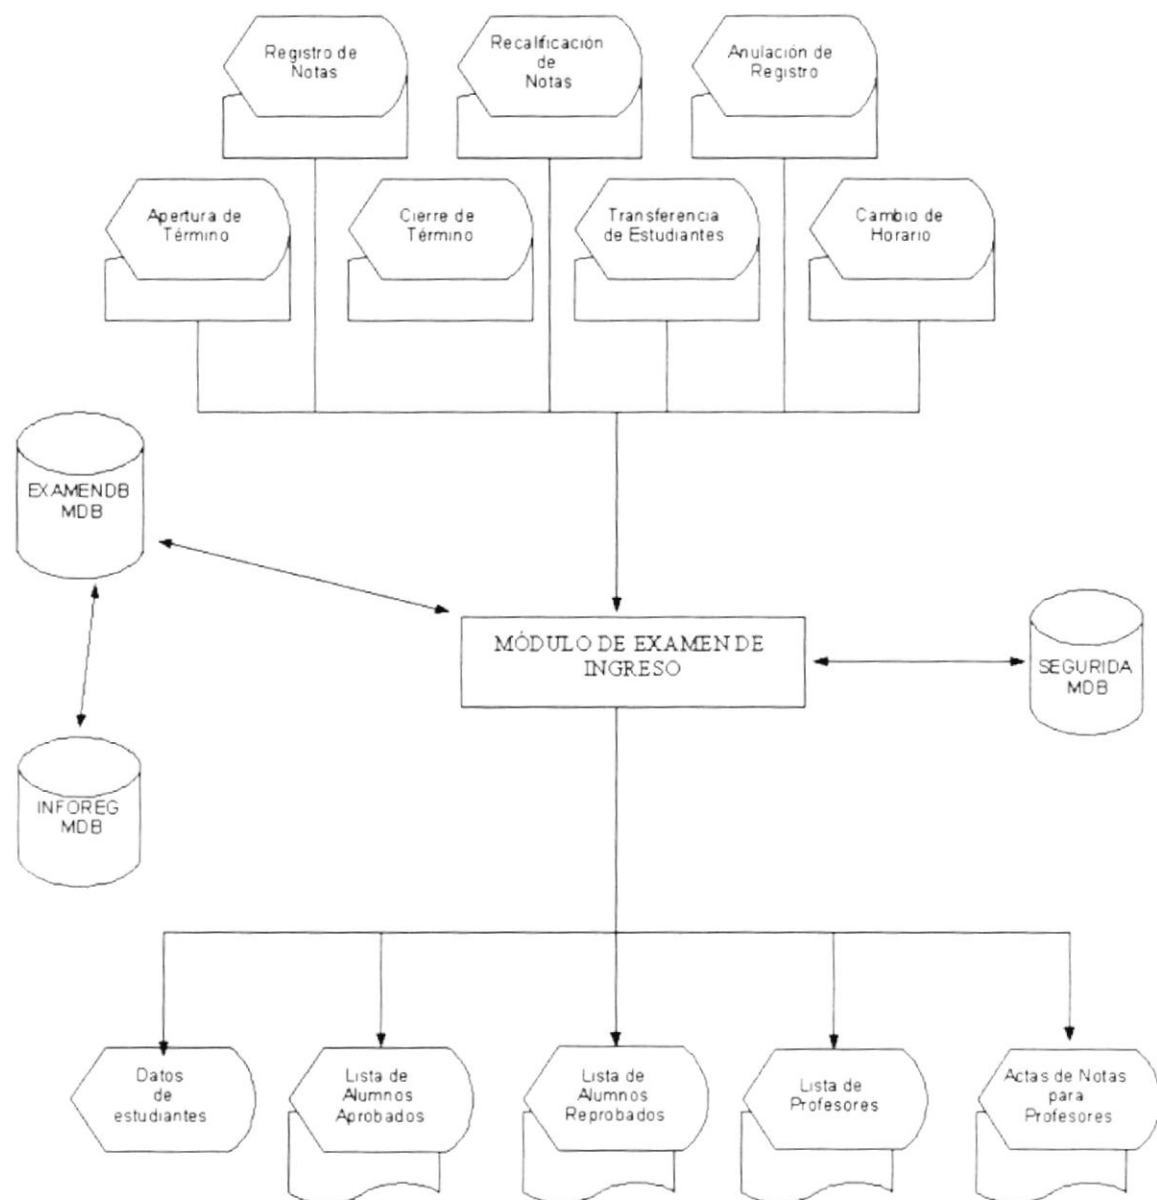 Registro de
Notas
Recalificación
de
Notas
Anulación de
Registro
Apertura de
Término
Cierre de
Término
Transferencia
de Estudiantes
Cambio de
Horario
EXAMENDB
MDB
MÓDULO DE EXAMEN DE
INGRESO
SEGURIDA
MDB
INFOREG
MDB
Datos
de
estudiantes
Lista de
Alumnos
Aprobados
Lista de
Alumnos
Reprobados
Lista de
Profesores
Actas de Notas
para
Profesores